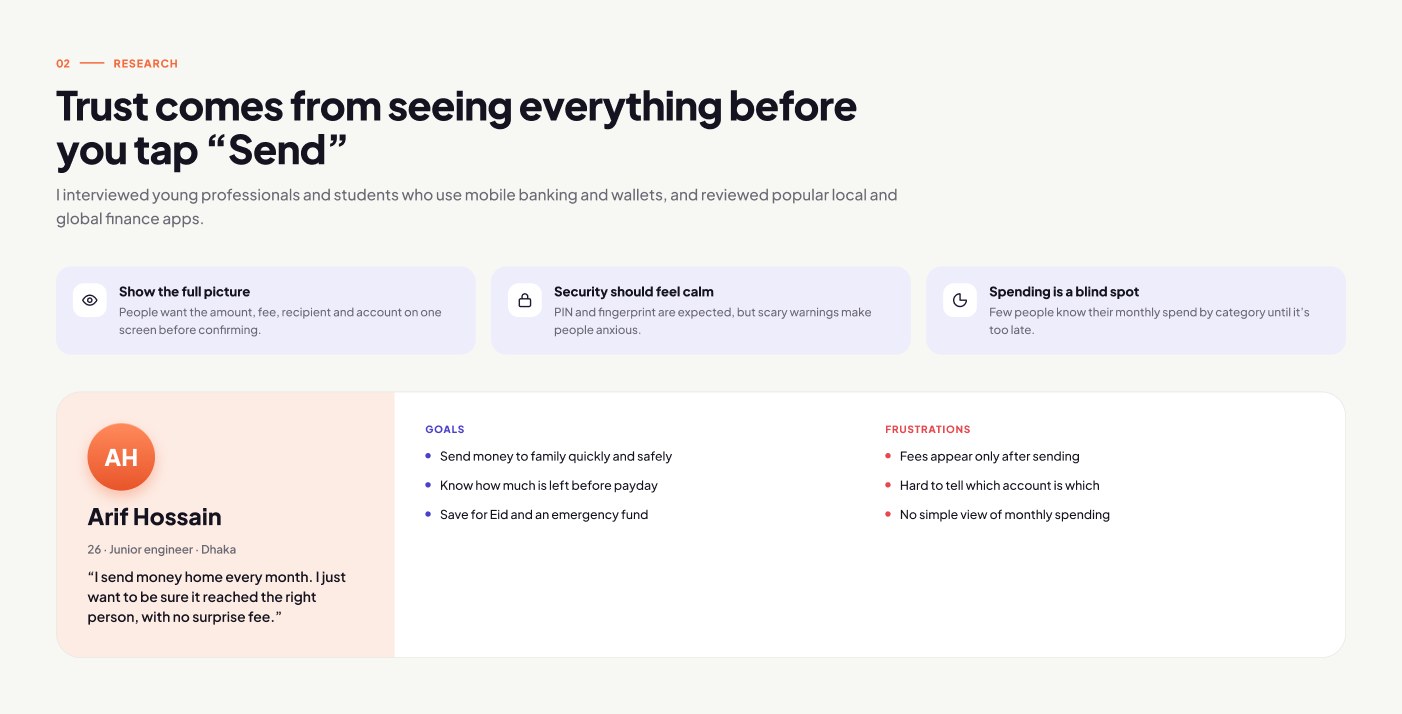 02 — RESEARCH
Trust comes from seeing everything before
you tap “Send”
I interviewed young professionals and students who use mobile banking and wallets, and reviewed popular local and
global finance apps.
Show the full picture
People want the amount, fee, recipient and account on one
screen before confirming.
Security should feel calm
PIN and fingerprint are expected, but scary warnings make
people anxious.
Spending is a blind spot
Few people know their monthly spend by category until it’s
too late.
AH
Arif Hossain
26 · Junior engineer · Dhaka
“I send money home every month. I just
want to be sure it reached the right
person, with no surprise fee.”
GOALS
Send money to family quickly and safely
Know how much is left before payday
Save for Eid and an emergency fund
FRUSTRATIONS
Fees appear only after sending
Hard to tell which account is which
No simple view of monthly spending